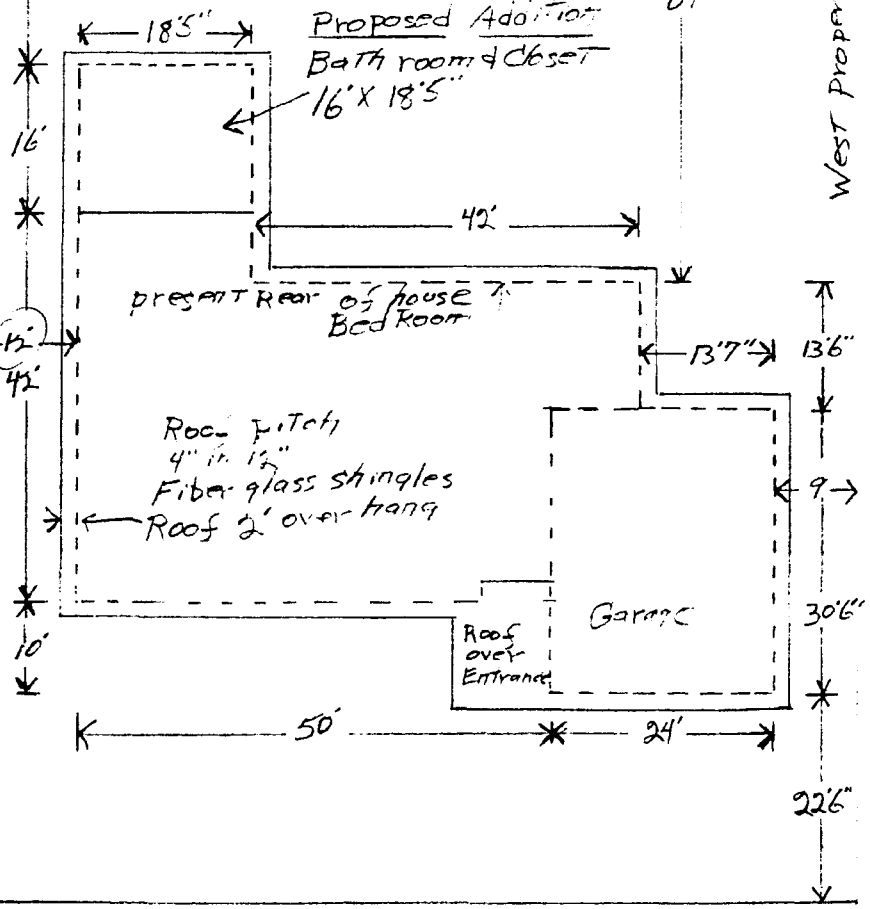 18'5"
Proposed Addition
Bath room & Closet
16' X 18'5"
West Proper
16'
42'
present Rear of house
Bed Room
13'7"
13'6"
12'
42'
Roof pitch
4" in 12"
Fiber glass shingles
Roof 2' over hang
9
Garage
30'6"
Roof
over
Entrance
10'
50'
24'
22'6"